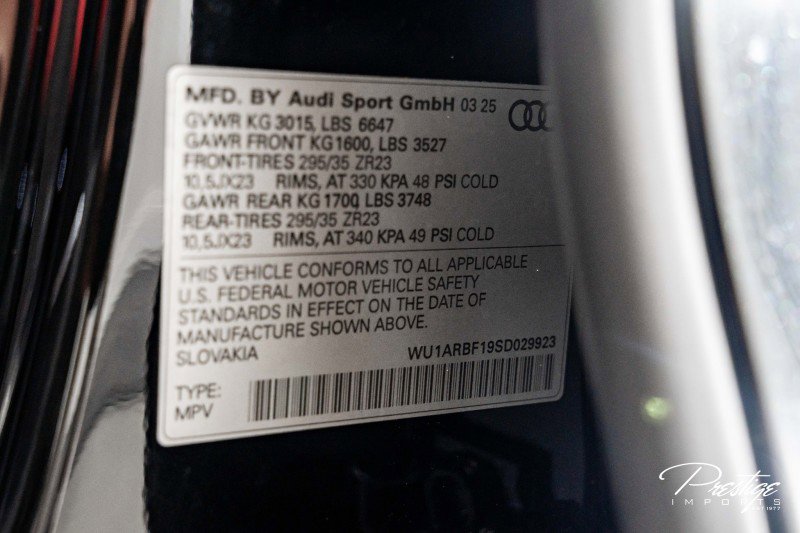 MFD. BY Audi Sport GmbH 03 25
GVWR KG 3015, LBS 6647
GAWR FRONT KG 1600, LBS 3527
FRONT-TIRES 295/35 ZR23
10,5JX23 RIMS, AT 330 KPA 48 PSI COLD
GAWR REAR KG 1700, LBS 3748
REAR-TIRES 295/35 ZR23
10,5JX23 RIMS, AT 340 KPA 49 PSI COLD
THIS VEHICLE CONFORMS TO ALL APPLICABLE
U.S. FEDERAL MOTOR VEHICLE SAFETY
STANDARDS IN EFFECT ON THE DATE OF
MANUFACTURE SHOWN ABOVE.
SLOVAKIA WU1ARBF19SD029923
TYPE:
MPV
Prestige
IMPORTS
EST 1977